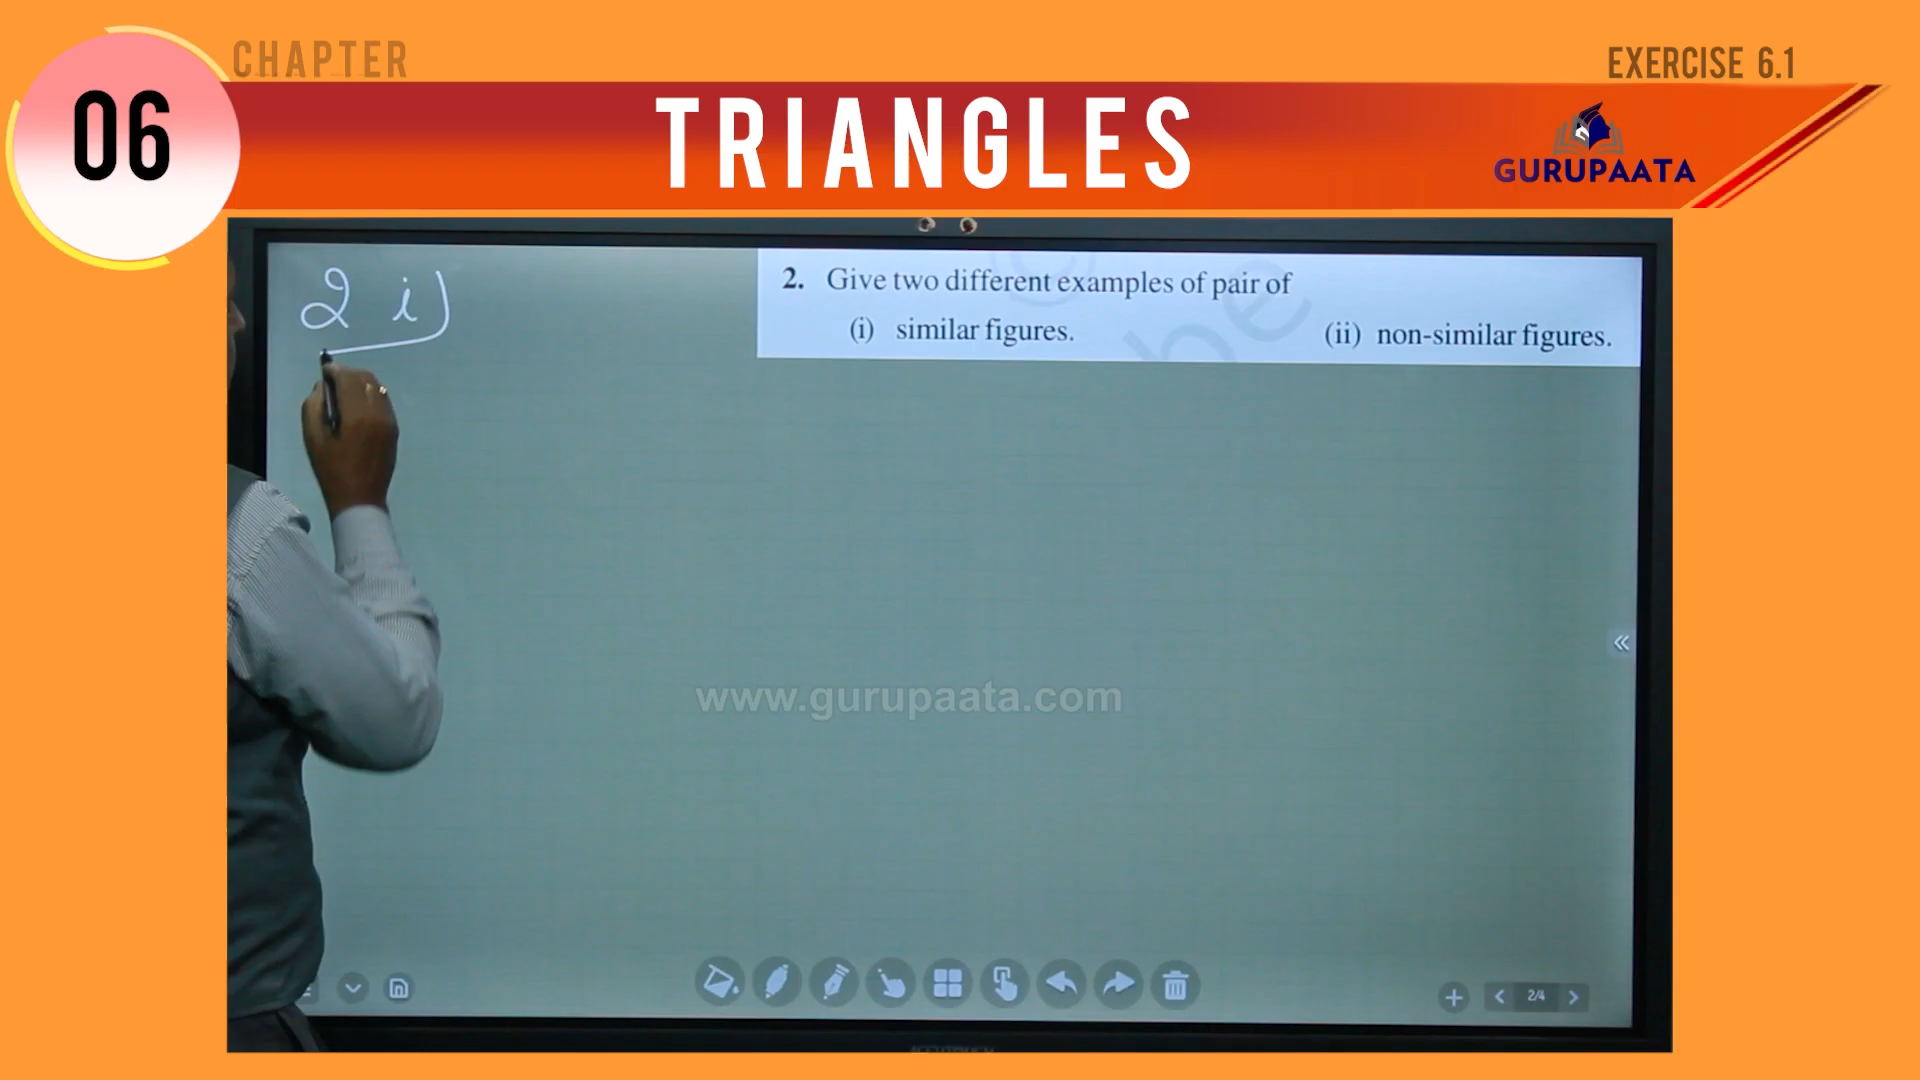 CHAPTER
EXERCISE 6.1
06
TRIANGLES
GURUPAATA
2 i)
2. Give two different examples of pair of
(i) similar figures. (ii) non-similar figures.
be
www.gurupaata.com
2/4